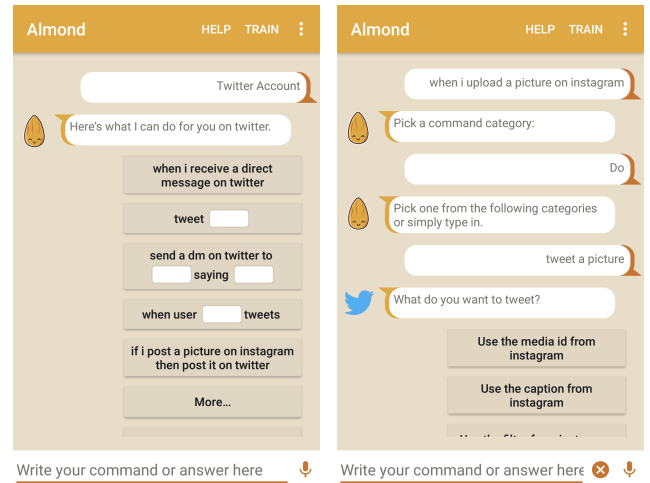 Almond
HELP TRAIN
Twitter Account
Here's what I can do for you on twitter.
when i receive a direct
message on twitter
tweet
send a dm on twitter to
saying
when user tweets
if i post a picture on instagram
then post it on twitter
More...
Write your command or answer here
Almond
HELP TRAIN
when i upload a picture on instagram
Pick a command category:
Do
Pick one from the following categories
or simply type in.
tweet a picture
What do you want to tweet?
Use the media id from
instagram
Use the caption from
instagram
Write your command or answer here